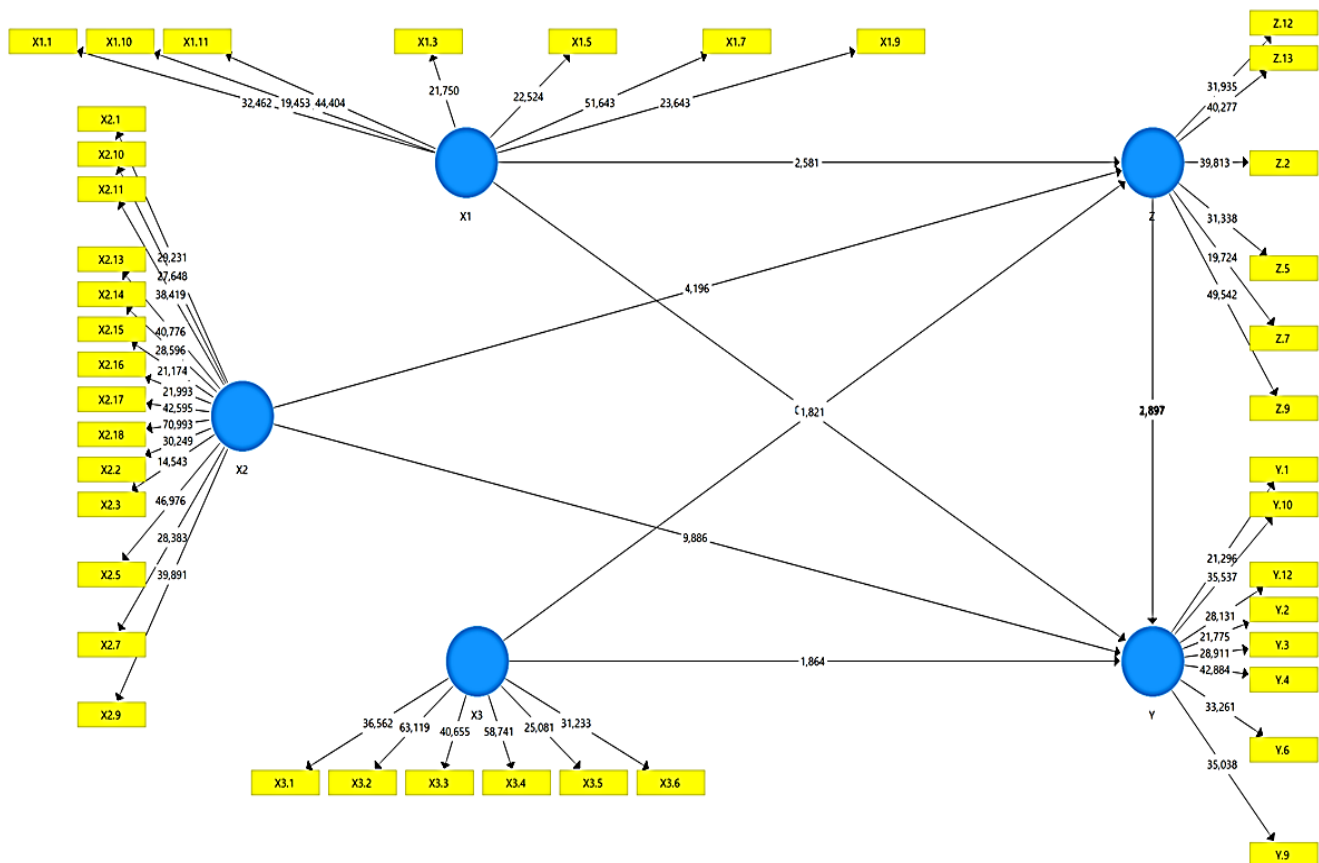 Z.12
X1.1 X1.10 X1.11 X1.3 X1.5 X1.7 X1.9
Z.13
31,935
21,750
32,462 19,453 44,404 22,524 51,643 23,643 40,277
X2.1
X2.10
2,581 39,813 Z.2
X2.11
X1
Z
31,338
29,231
X2.13
27,648
19,724
Z.5
X2.14
38,419
4,196
49,542
X2.15
40,776
Z.7
28,596
X2.16
21,174
21,993
X2.17
42,595
Z.9
1,821
70,993
X2.18
30,249
14,543
X2.2
X2
Y.1
X2.3
46,976
Y.10
28,383
9,886
21,296
X2.5
39,891
35,537
Y.12
28,131
Y.2
21,775
X2.7
28,911
Y.3
1,864
42,884
Y.4
X2.9
X3
Y
36,562 63,119 40,655 58,741 25,081 31,233
33,261
Y.6
35,038
X3.1 X3.2 X3.3 X3.4 X3.5 X3.6
Y.9